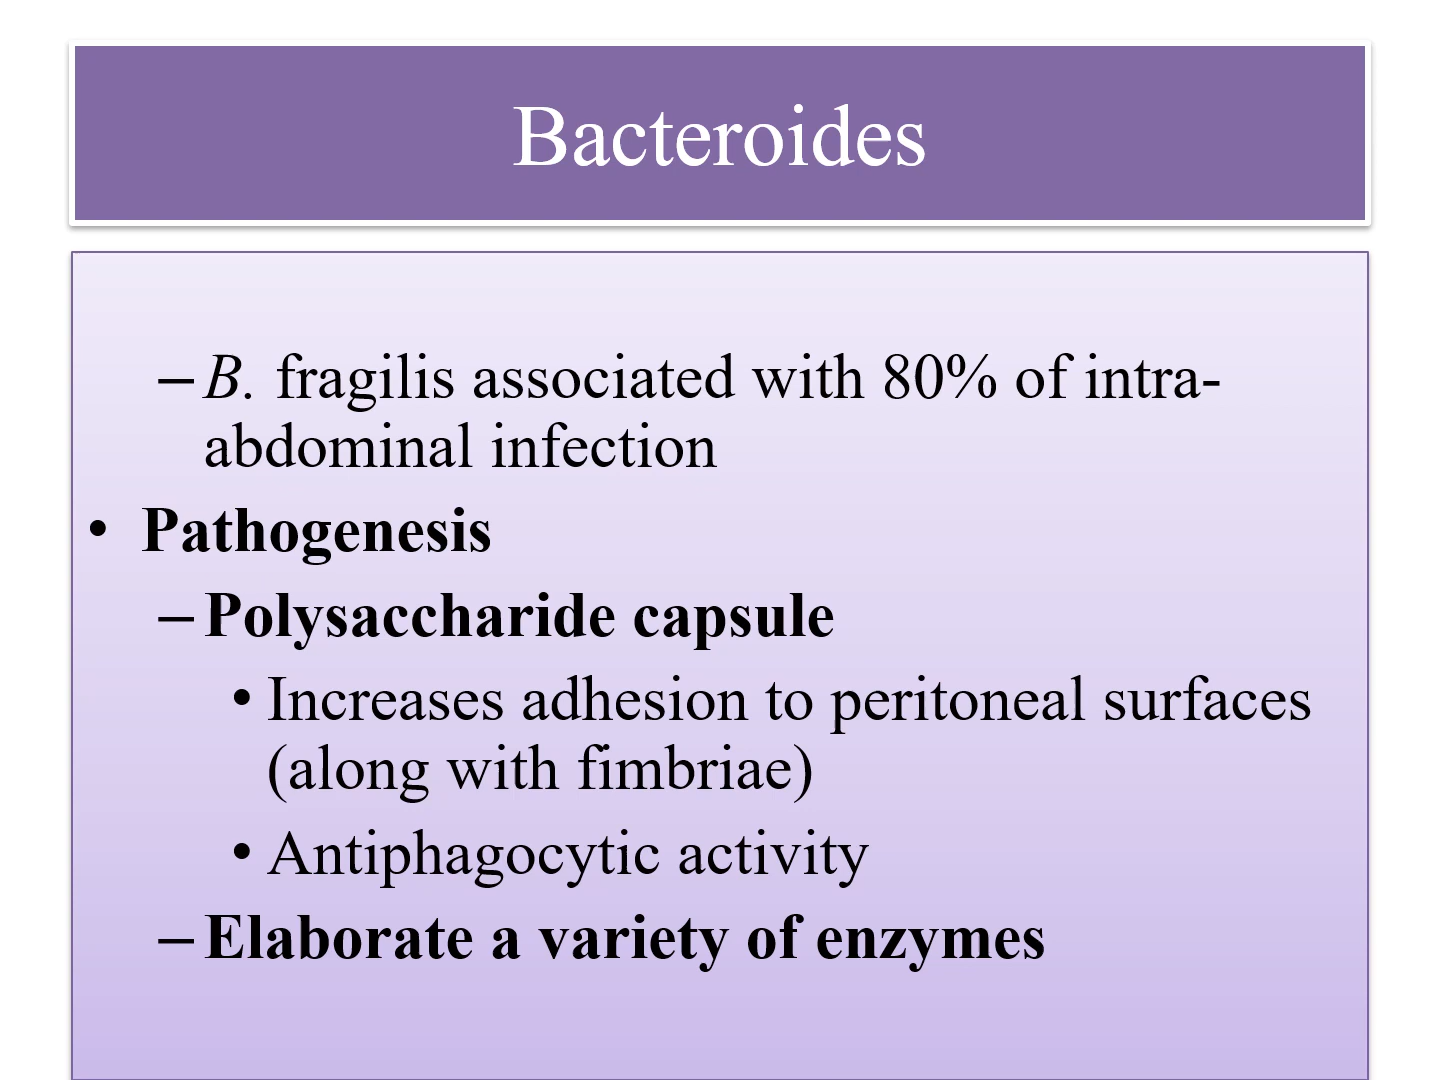 Bacteroides
– B. fragilis associated with 80% of intra-
abdominal infection
• Pathogenesis
– Polysaccharide capsule
• Increases adhesion to peritoneal surfaces
(along with fimbriae)
• Antiphagocytic activity
– Elaborate a variety of enzymes